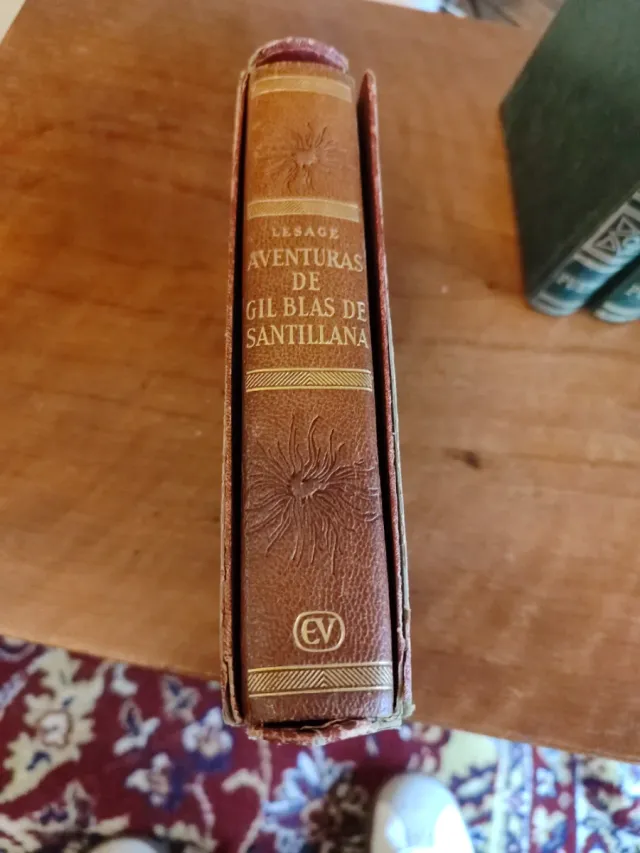 LESAGE
AVENTURAS
DE
GIL BLAS DE
SANTILLANA
EV